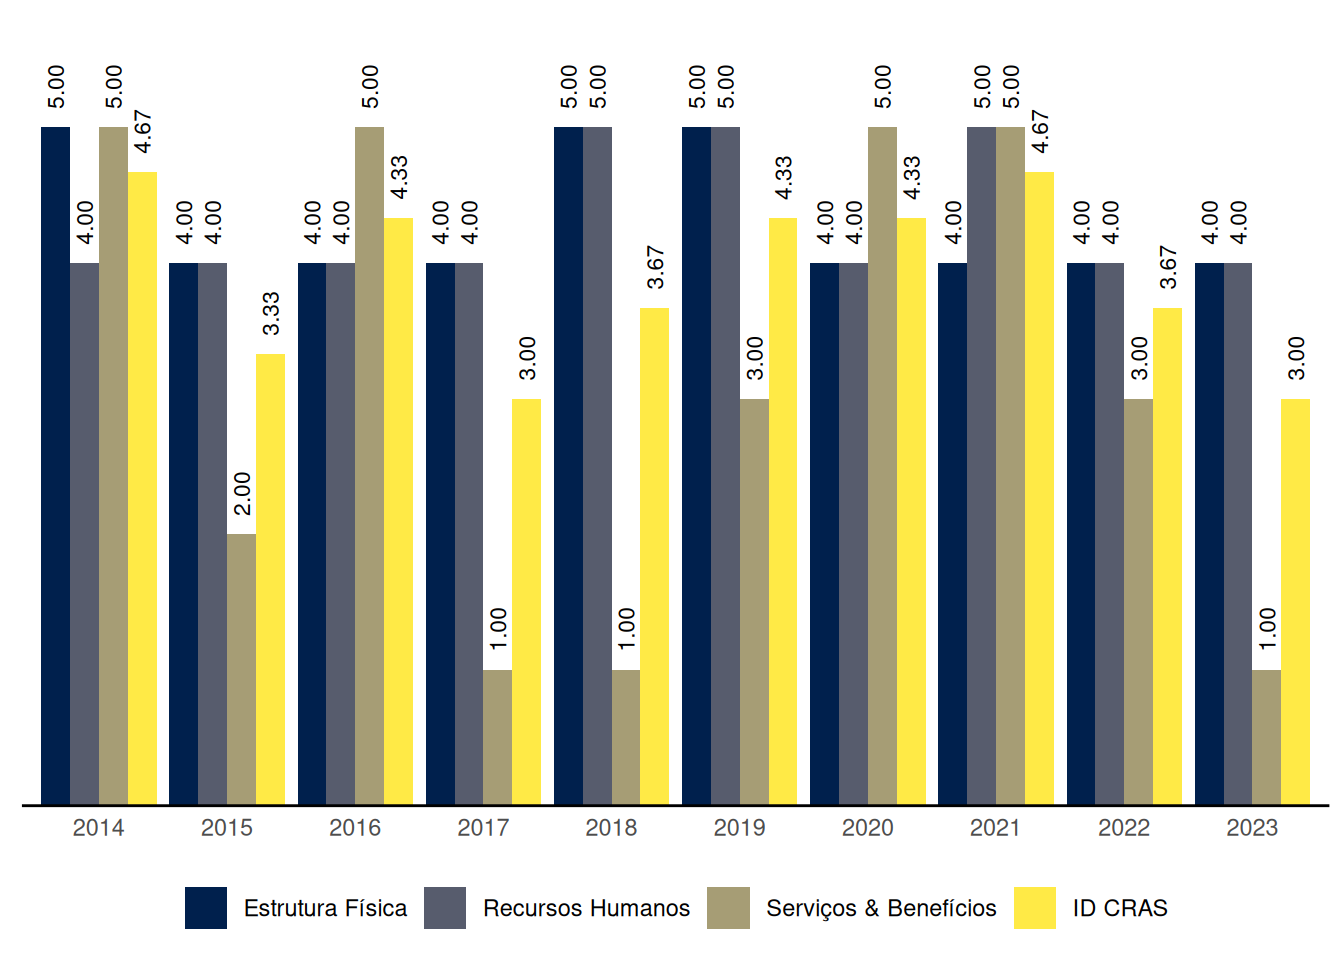 5.00 4.00 5.00 4.67 4.00 4.00 2.00 3.33 4.00 4.00 5.00 4.33 4.00 4.00 1.00 3.00 5.00 5.00 1.00 3.67 5.00 5.00 3.00 4.33 4.00 4.00 5.00 4.33 4.00 5.00 5.00 4.67 4.00 4.00 3.00 3.67 4.00 4.00 1.00 3.00
2014 2015 2016 2017 2018 2019 2020 2021 2022 2023
Estrutura Física Recursos Humanos Serviços & Benefícios ID CRAS